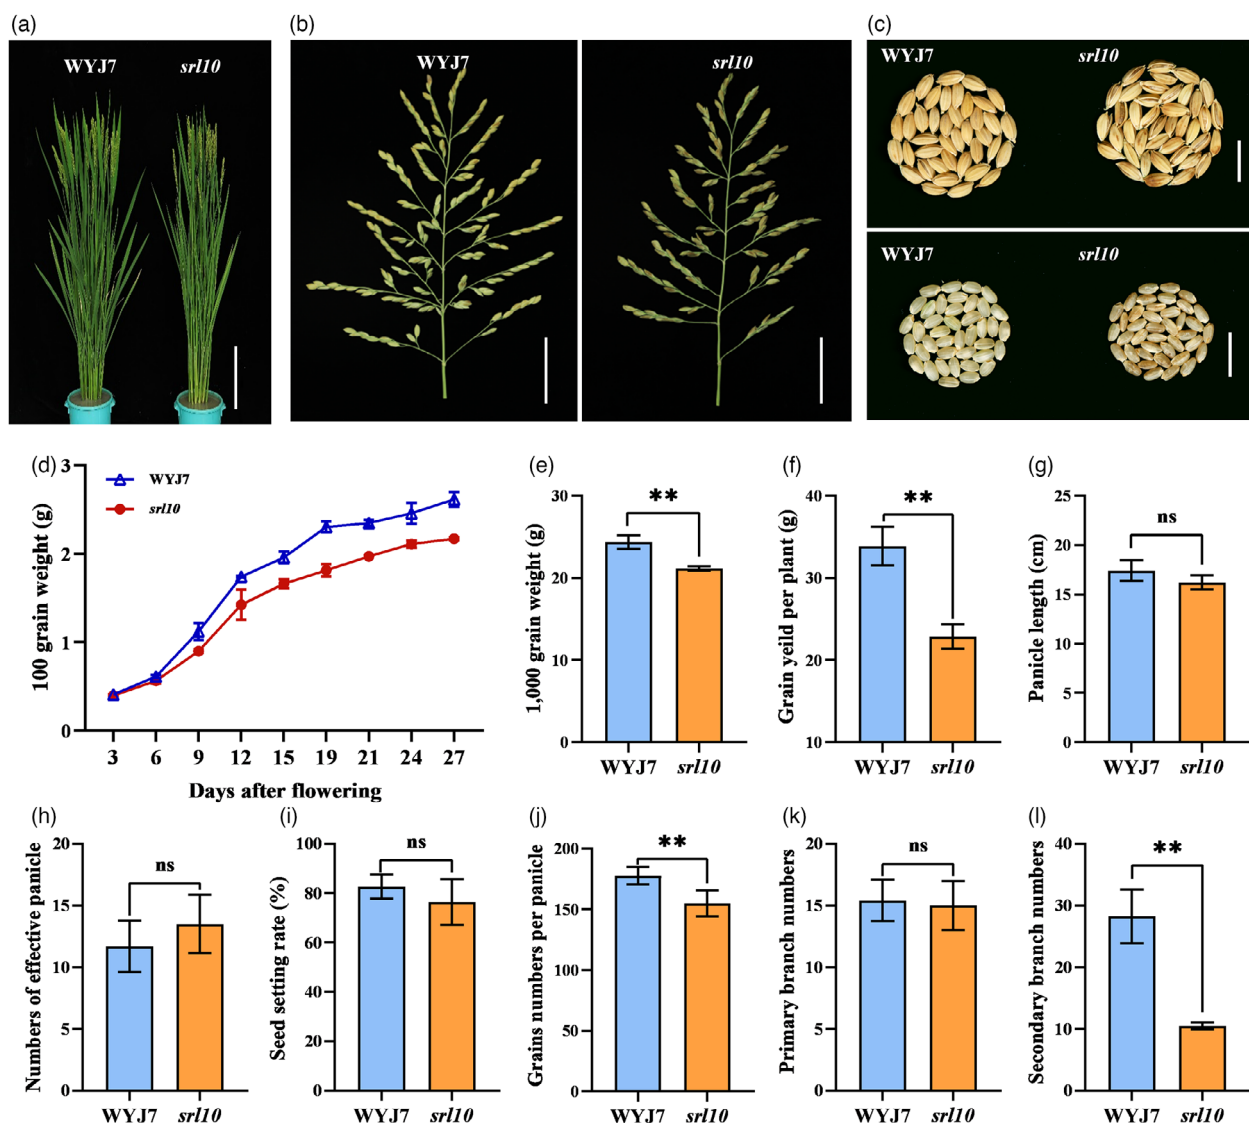 (a)
WYJ7 srl10
(b)
WYJ7
srl10
(c)
WYJ7 srl10
WYJ7 srl10
(d)
100 grain weight (g)
3
2
1
0
WYJ7
srl10
3 6 9 12 15 19 21 24 27
Days after flowering
(e)
1,000 grain weight (g)
30
20
10
0
**
WYJ7 srl10
(f)
Grain yeild per plant (g)
40
30
20
10
**
WYJ7 srl10
(g)
Panicle length (cm)
25
20
15
10
5
0
ns
WYJ7 srl10
(h)
Numbers of effective panicle
20
15
10
5
0
ns
WYJ7 srl10
(i)
Seed setting rate (%)
100
80
60
40
20
0
ns
WYJ7 srl10
(j)
Grains numbers per panicle
200
150
100
50
0
**
WYJ7 srl10
(k)
Primary branch numbers
20
15
10
5
0
ns
WYJ7 srl10
(l)
Secondary branch numbers
40
30
20
10
0
**
WYJ7 srl10